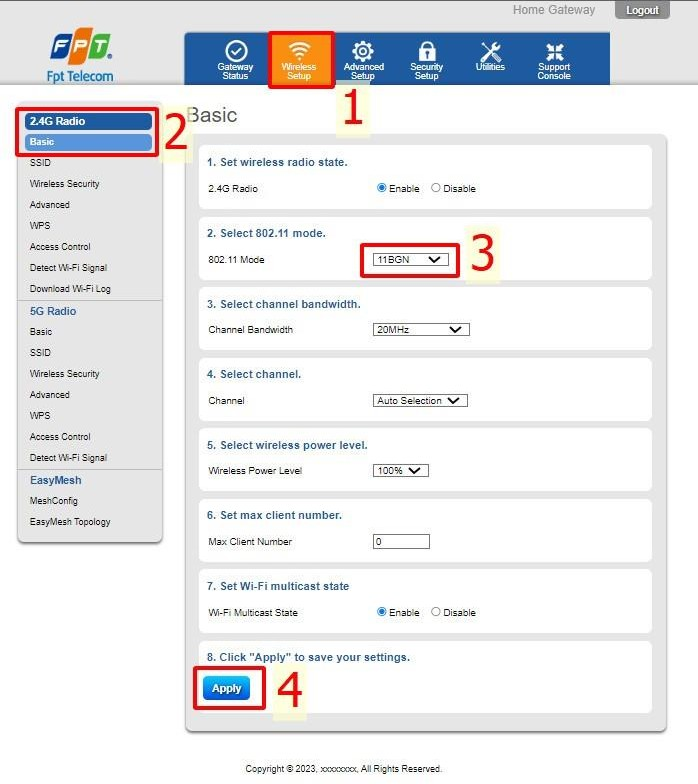 Home Gateway Logout
FPT.
Fpt Telecom
Gateway Status
Wireless Setup
Advanced Setup
Security Setup
Utilities
Support Console
1
2.4G Radio
Basic
2
SSID
Wireless Security
Advanced
WPS
Access Control
Detect Wi-Fi Signal
Download Wi-Fi Log
5G Radio
Basic
SSID
Wireless Security
Advanced
WPS
Access Control
Detect Wi-Fi Signal
EasyMesh
MeshConfig
EasyMesh Topology
Basic
1. Set wireless radio state.
2.4G Radio Enable Disable
2. Select 802.11 mode.
802.11 Mode 11BGN 3
3. Select channel bandwidth.
Channel Bandwidth 20MHz
4. Select channel.
Channel Auto Selection
5. Select wireless power level.
Wireless Power Level 100%
6. Set max client number.
Max Client Number 0
7. Set Wi-Fi multicast state
Wi-Fi Multicast State Enable Disable
8. Click "Apply" to save your settings.
Apply 4
Copyright © 2023, xxxxxxxx, All Rights Reserved.